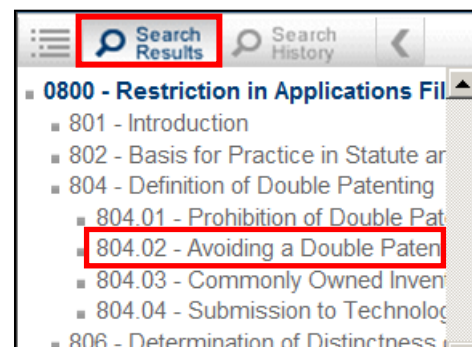 Search Results
Search History
0800 - Restriction in Applications Fil
801 - Introduction
802 - Basis for Practice in Statute ar
804 - Definition of Double Patenting
804.01 - Prohibition of Double Pat
804.02 - Avoiding a Double Paten
804.03 - Commonly Owned Inven
804.04 - Submission to Technolog
806 - Determination of Distinctness